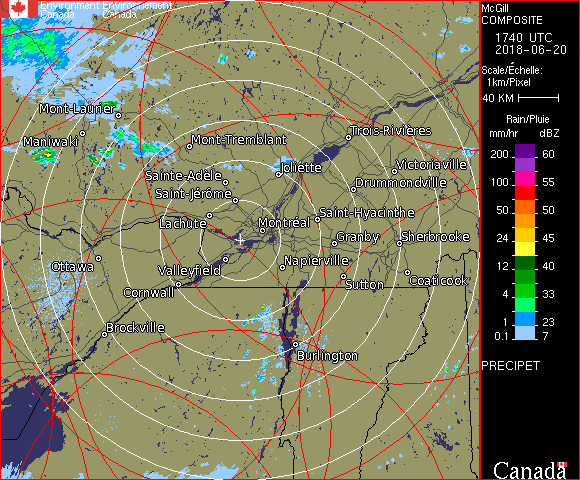 Environment Environnement
Canada Canada
McGill
COMPOSITE
1740 UTC
2018-06-20
Scale/Échelle:
1km/Pixel
40 KM
Rain/Pluie
mm/hr dBZ
200 60
55
100 55
50 50
24 45
12 40
4 33
1 23
0.1 7
PRECIPET
Canada
Mont-Laurier
Maniwaki
Mont-Tremblant
Trois-Rivières
Joliette
Victoriaville
Sainte-Adèle
Drummondville
Saint-Jérôme
Lachute
Saint-Hyacinthe
Montréal
Granby
Sherbrooke
Ottawa
Valleyfield
Napierville
Cornwall
Sutton
Coaticook
Brockville
Burlington